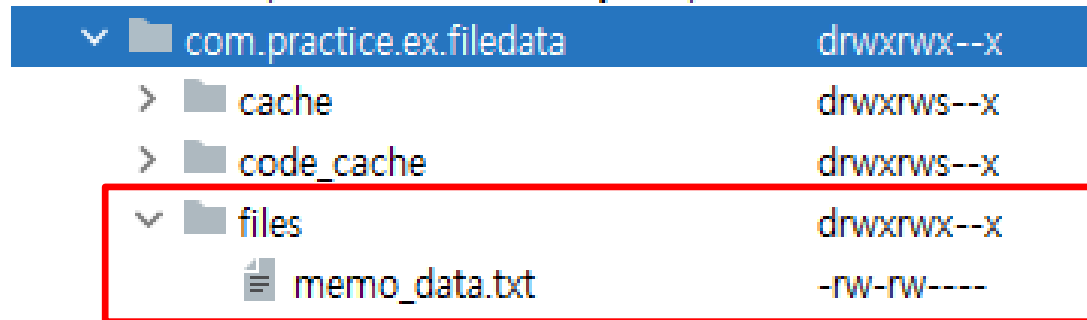 com.practice.ex.filedata drwxrwx--x
cache drwxrws--x
code_cache drwxrws--x
files drwxrwx--x
memo_data.txt -rw-rw----